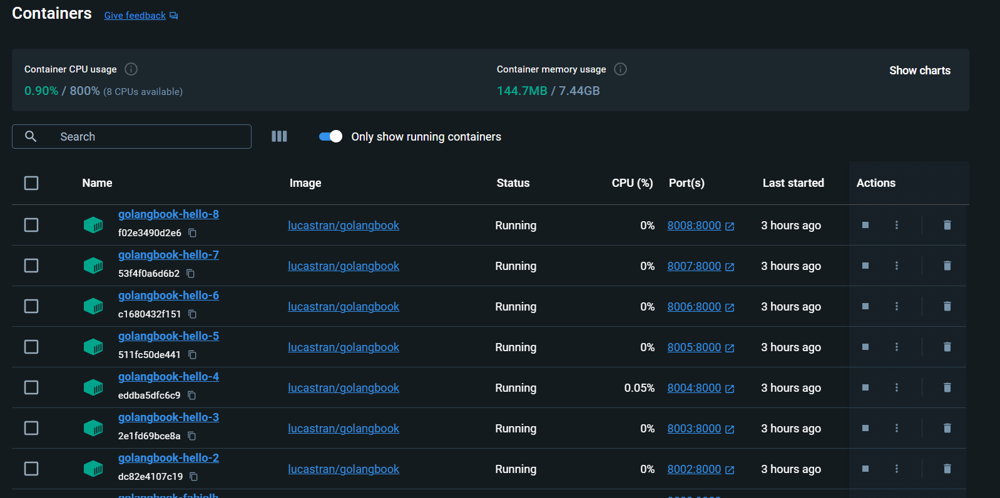 Containers Give feedback
Container CPU usage
0.90% / 800% (8 CPUs available)
Container memory usage
144.7MB / 7.44GB
Show charts
Search
Only show running containers
Name Image Status CPU (%) Port(s) Last started Actions
golangbook-hello-8
f02e3490d2e6
lucastran/golangbook Running 0% 8008:8000 3 hours ago
golangbook-hello-7
53f4f0a6d6b2
lucastran/golangbook Running 0% 8007:8000 3 hours ago
golangbook-hello-6
c1680432f151
lucastran/golangbook Running 0% 8006:8000 3 hours ago
golangbook-hello-5
511fc50de441
lucastran/golangbook Running 0% 8005:8000 3 hours ago
golangbook-hello-4
eddba5dfc6c9
lucastran/golangbook Running 0.05% 8004:8000 3 hours ago
golangbook-hello-3
2e1fd69bce8a
lucastran/golangbook Running 0% 8003:8000 3 hours ago
golangbook-hello-2
dc82e4107c19
lucastran/golangbook Running 0% 8002:8000 3 hours ago